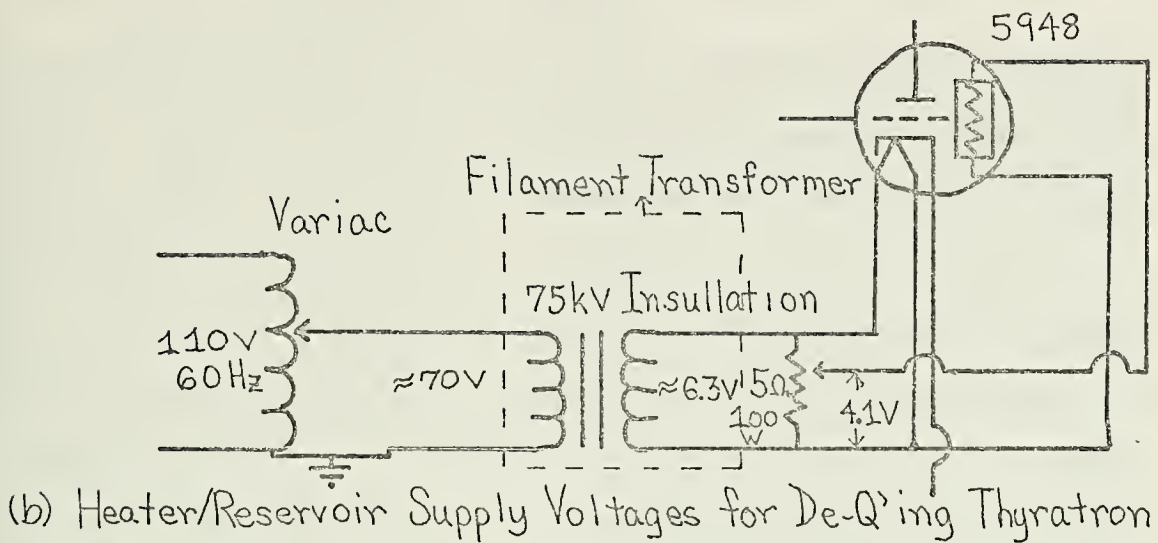 5948
Filament Transformer
Variac
75kV Insullation
110V
60Hz
≈70V
≈6.3V
5Ω
100
W
4.1V
(b) Heater/Reservoir Supply Voltages for De-Q'ing Thyratron